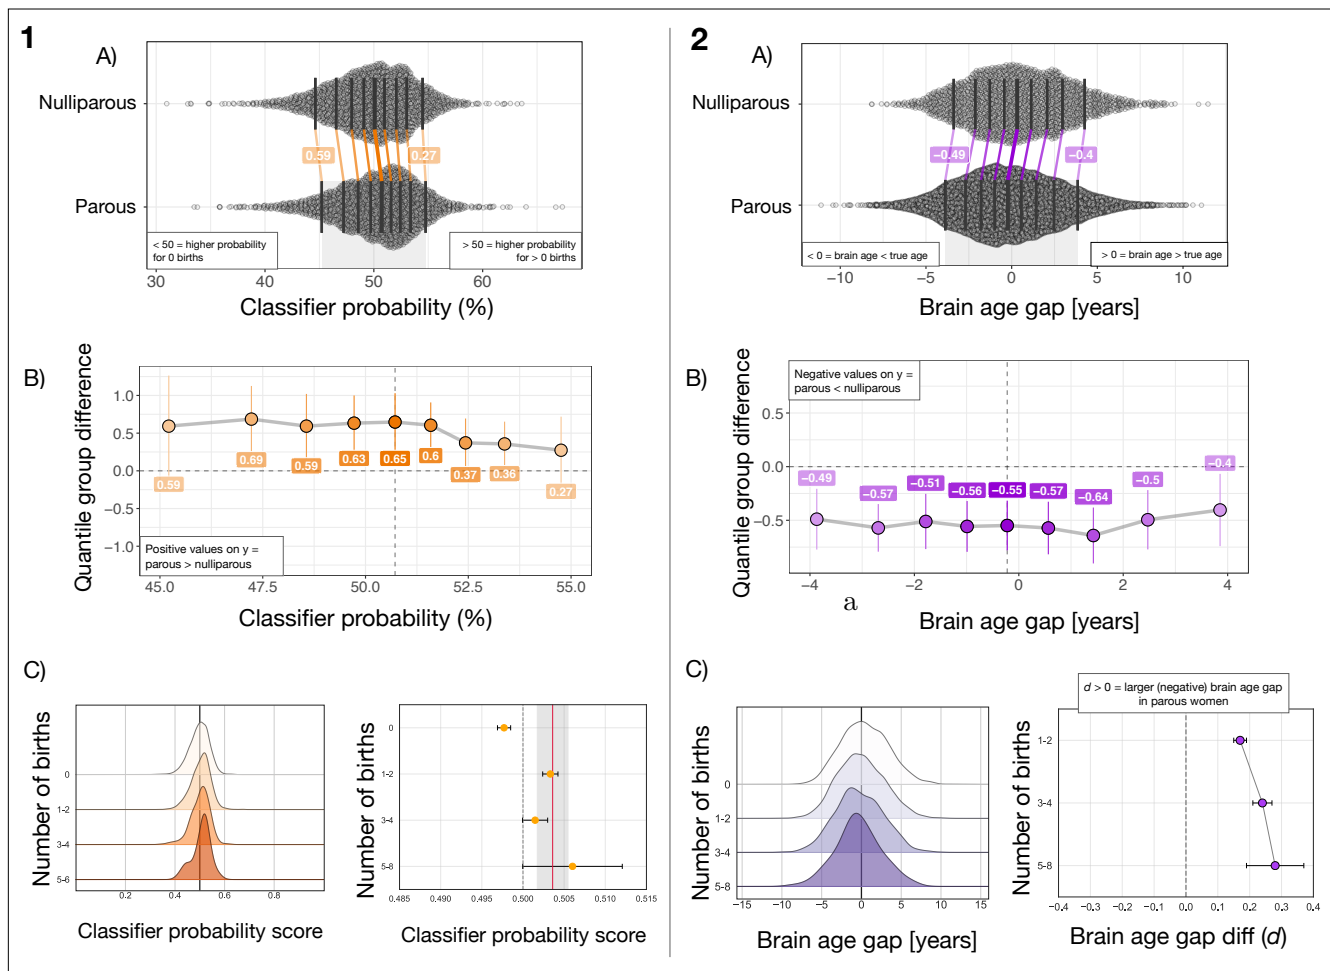 1
A)
Nulliparous
0.59
0.27
Parous
< 50 = higher probability
for 0 births
> 50 = higher probability
for > 0 births
30
40
50
60
Classifier probability (%)
B)
Quantile group difference
1.0
0.5
0.0
−0.5
−1.0
0.59
0.69
0.59
0.63
0.65
0.6
0.37
0.36
0.27
Positive values on y =
parous > nulliparous
45.0
47.5
50.0
52.5
55.0
Classifier probability (%)
C)
Number of births
0
1-2
3-4
5-8
0.2
0.4
0.6
0.8
Classifier probability score
Number of births
0
1-2
3-4
5-8
0.485
0.490
0.495
0.500
0.505
0.510
0.515
Classifier probability score
2
A)
Nulliparous
−0.49
−0.4
Parous
< 0 = brain age < true age
> 0 = brain age > true age
−10
−5
0
5
10
Brain age gap [years]
B)
Quantile group difference
Negative values on y =
parous < nulliparous
0.5
0.0
−0.5
−0.49
−0.57
−0.51
−0.56
−0.55
−0.57
−0.64
−0.5
−0.4
−4
−2
0
2
4
a
Brain age gap [years]
C)
Number of births
0
1-2
3-4
5-8
−15
−10
−5
0
5
10
15
Brain age gap [years]
d > 0 = larger (negative) brain age gap
in parous women
Number of births
1-2
3-4
5-8
−0.4
−0.3
−0.2
−0.1
0.0
0.1
0.2
0.3
0.4
Brain age gap diff (d)